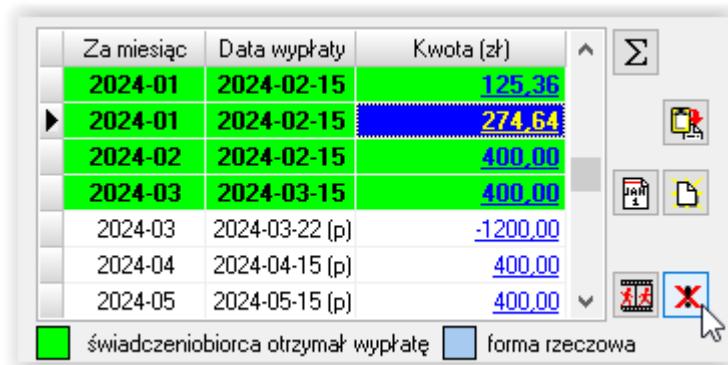 Za miesiąc Data wypłaty Kwota (zł) Σ
2024-01 2024-02-15 125,36
2024-01 2024-02-15 274,64
2024-02 2024-02-15 400,00
2024-03 2024-03-15 400,00
JAN
1
2024-03 2024-03-22 (p) -1200,00
2024-04 2024-04-15 (p) 400,00
2024-05 2024-05-15 (p) 400,00
świadczeniobiorca otrzymał wypłatę forma rzeczowa